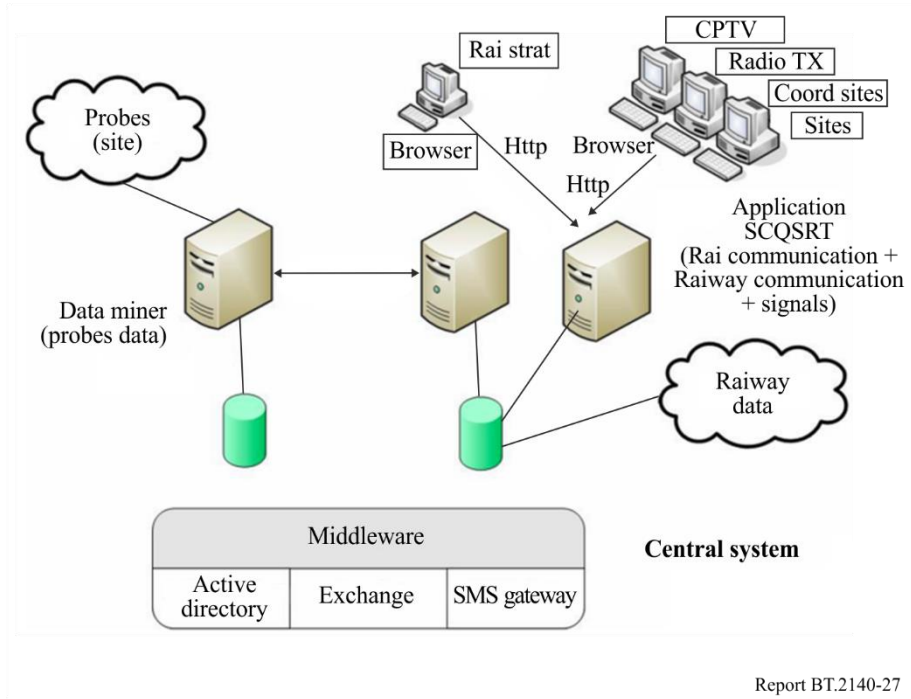 CPTV
Rai strat
Radio TX
Coord sites
Sites
Probes
(site)
Browser
Http
Browser
Http
Application
SCQSRT
(Rai communication +
Raiway communication
+ signals)
Data miner
(probes data)
Raiway
data
Middleware
Central system
Active
directory
Exchange
SMS gateway
Report BT.2140-27